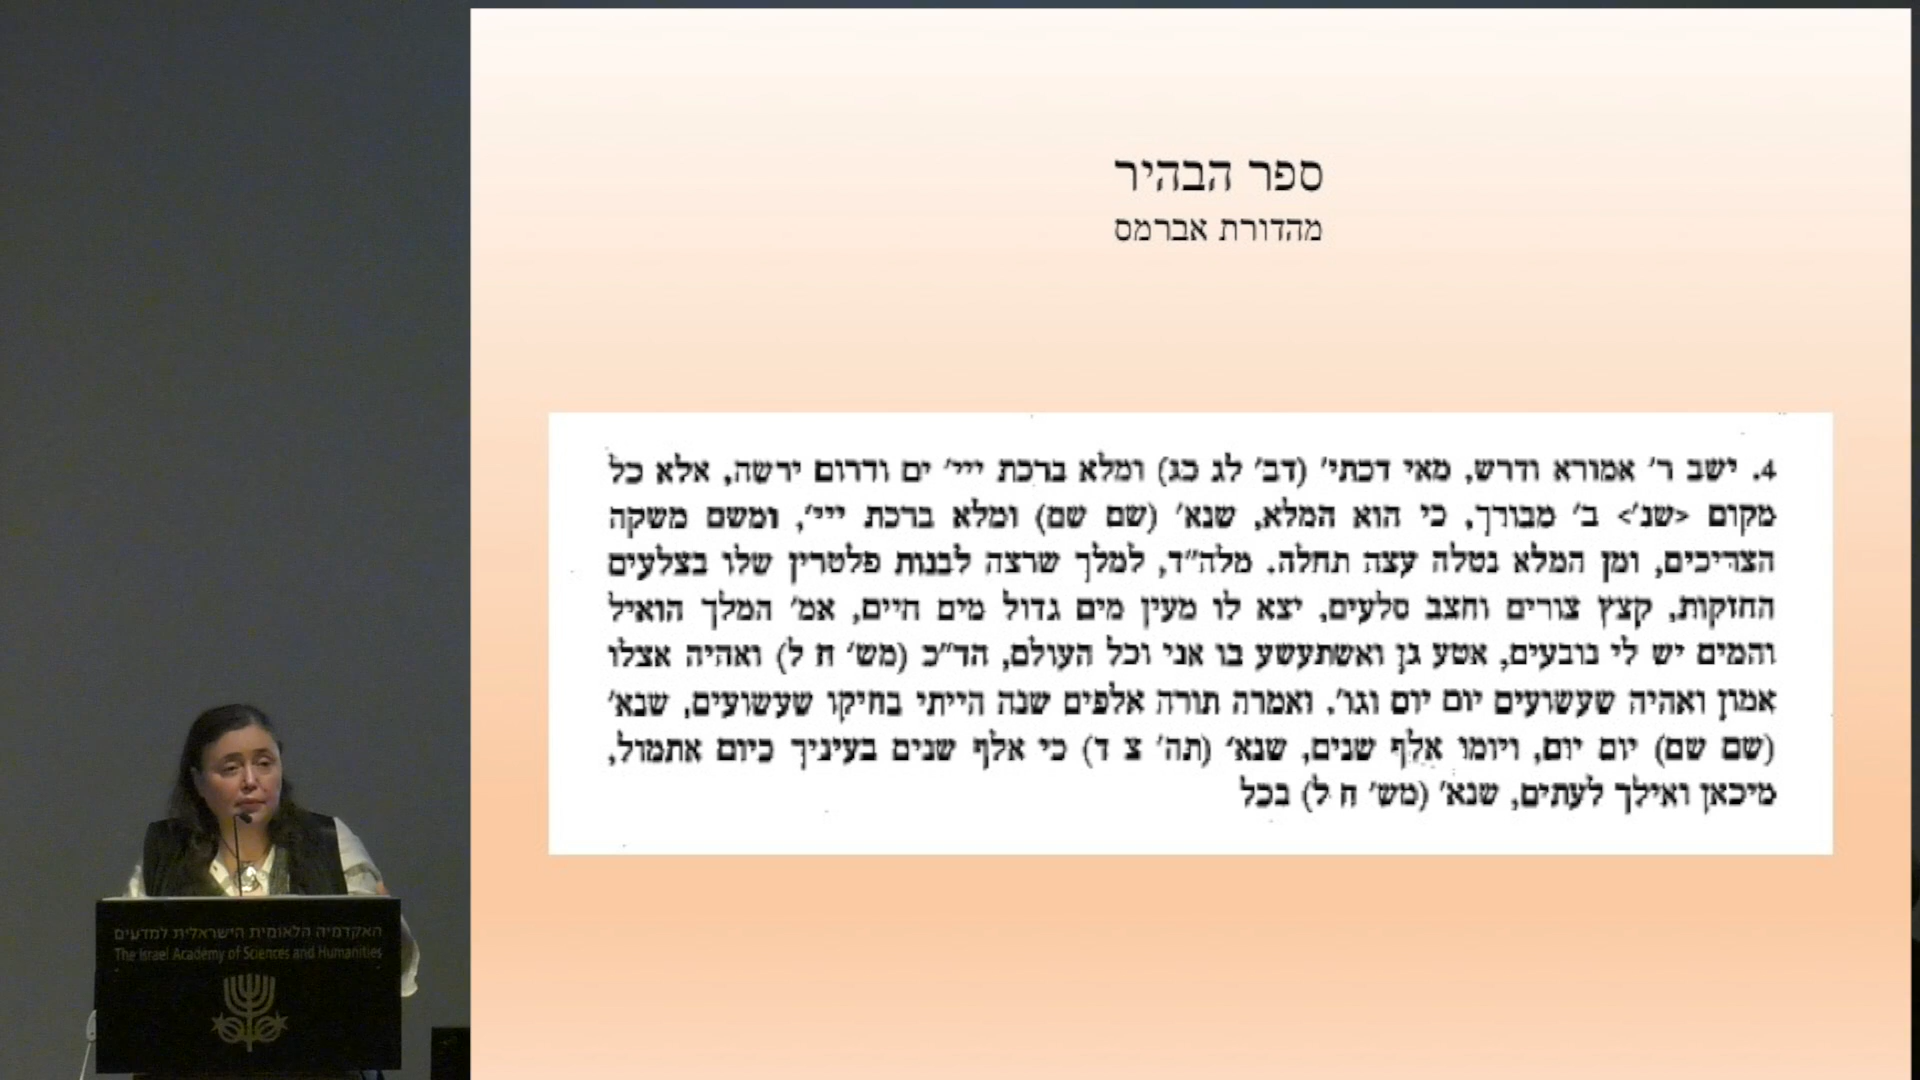 ספר הבהיר
מהדורת אברמס
4. ישב ר' אמורא ודרש, מאי דכתי' (דב' לג כג) ומלא ברכת ייי' ים ודרום ירשה, אלא כל
מקום <שנ'> ב' מבורך, כי הוא המלא, שנא' (שם שם) ומלא ברכת ייי', ומשם משקה
הצריכים, ומן המלא נטלה עצה תחלה. מלה"ד, למלך שרצה לבנות פלטרין שלו בצלעים
החזקות, קצץ צורים וחצב סלעים, יצא לו מעין מים גדול מים חיים, אמ' המלך הואיל
והמים יש לי נובעים, אטע גן ואשתעשע בו אני וכל העולם, הד"כ (מש' ח ל) ואהיה אצלו
אמון ואהיה שעשועים יום יום וגו'. ואמרה תורה אלפים שנה הייתי בחיקו שעשועים, שנא'
(שם שם) יום יום, ויומו אלף שנים, שנא' (תה' צ ד) כי אלף שנים בעיניך כיום אתמול,
מיכאן ואילך לעתים, שנא' (מש' ח ל) בכל
האקדמיה הלאומית הישראלית למדעים
The Israel Academy of Sciences and Humanities